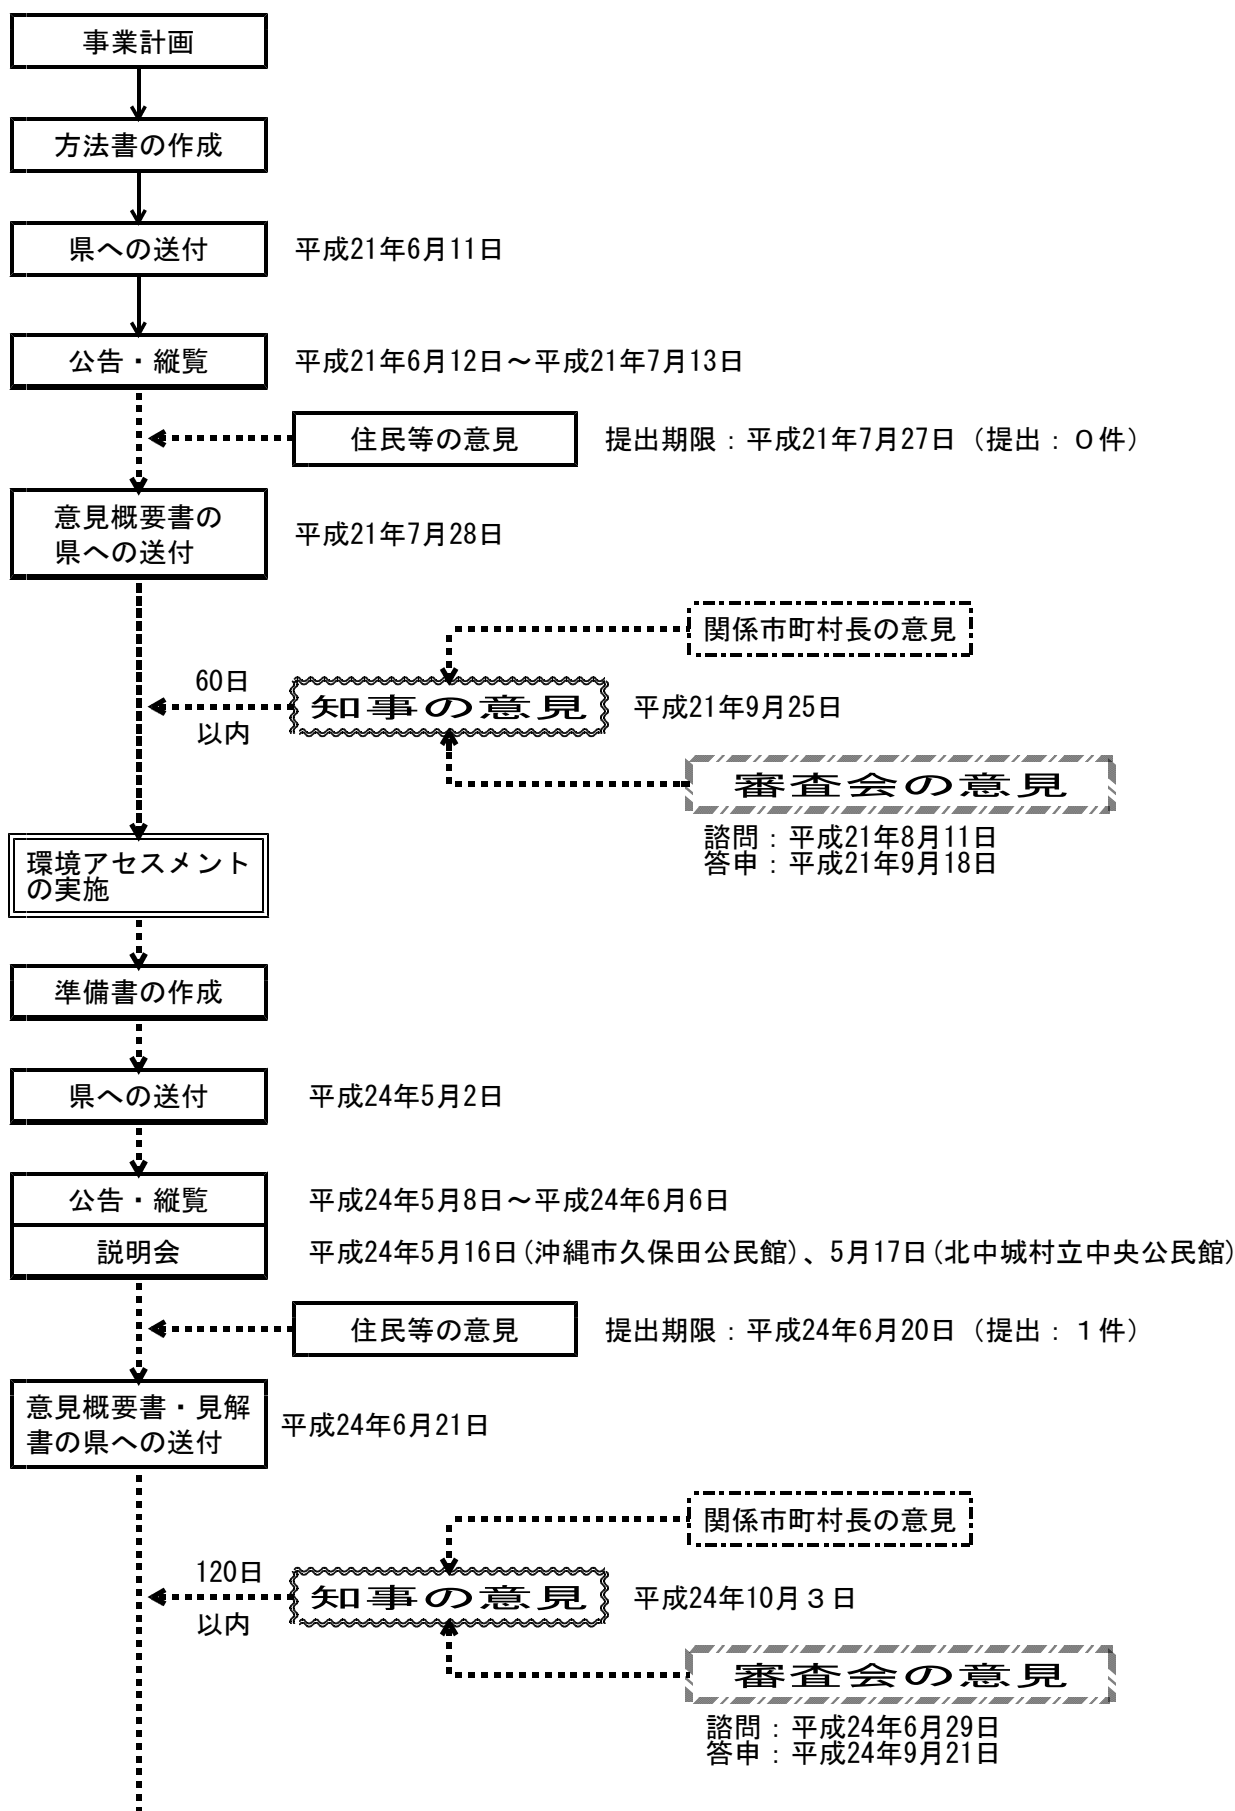 事業計画
方法書の作成
県への送付
平成21年6月11日
公告・縦覧
平成21年6月12日～平成21年7月13日
住民等の意見
提出期限：平成21年7月27日（提出：０件）
意見概要書の
県への送付
平成21年7月28日
関係市町村長の意見
60日
以内
知事の意見
平成21年9月25日
審査会の意見
諮問：平成21年8月11日
答申：平成21年9月18日
環境アセスメント
の実施
準備書の作成
県への送付
平成24年5月2日
公告・縦覧
平成24年5月8日～平成24年6月6日
説明会
平成24年5月16日(沖縄市久保田公民館)、5月17日(北中城村立中央公民館)
住民等の意見
提出期限：平成24年6月20日（提出：１件）
意見概要書・見解
書の県への送付
平成24年6月21日
関係市町村長の意見
120日
以内
知事の意見
平成24年10月３日
審査会の意見
諮問：平成24年6月29日
答申：平成24年9月21日